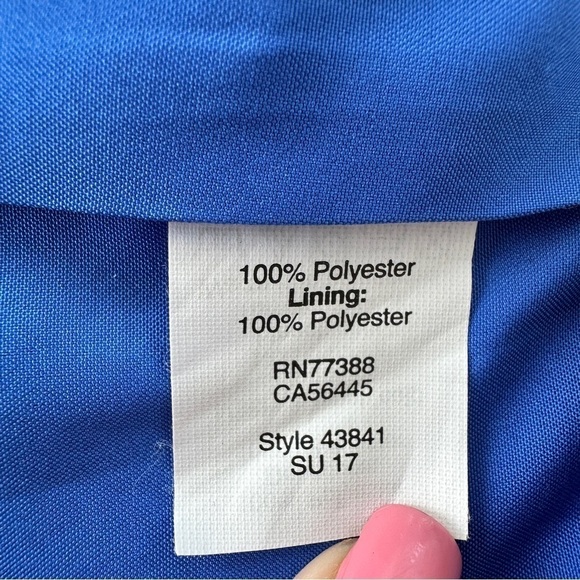 100% Polyester
Lining:
100% Polyester
RN77388
CA56445
Style 43841
SU 17